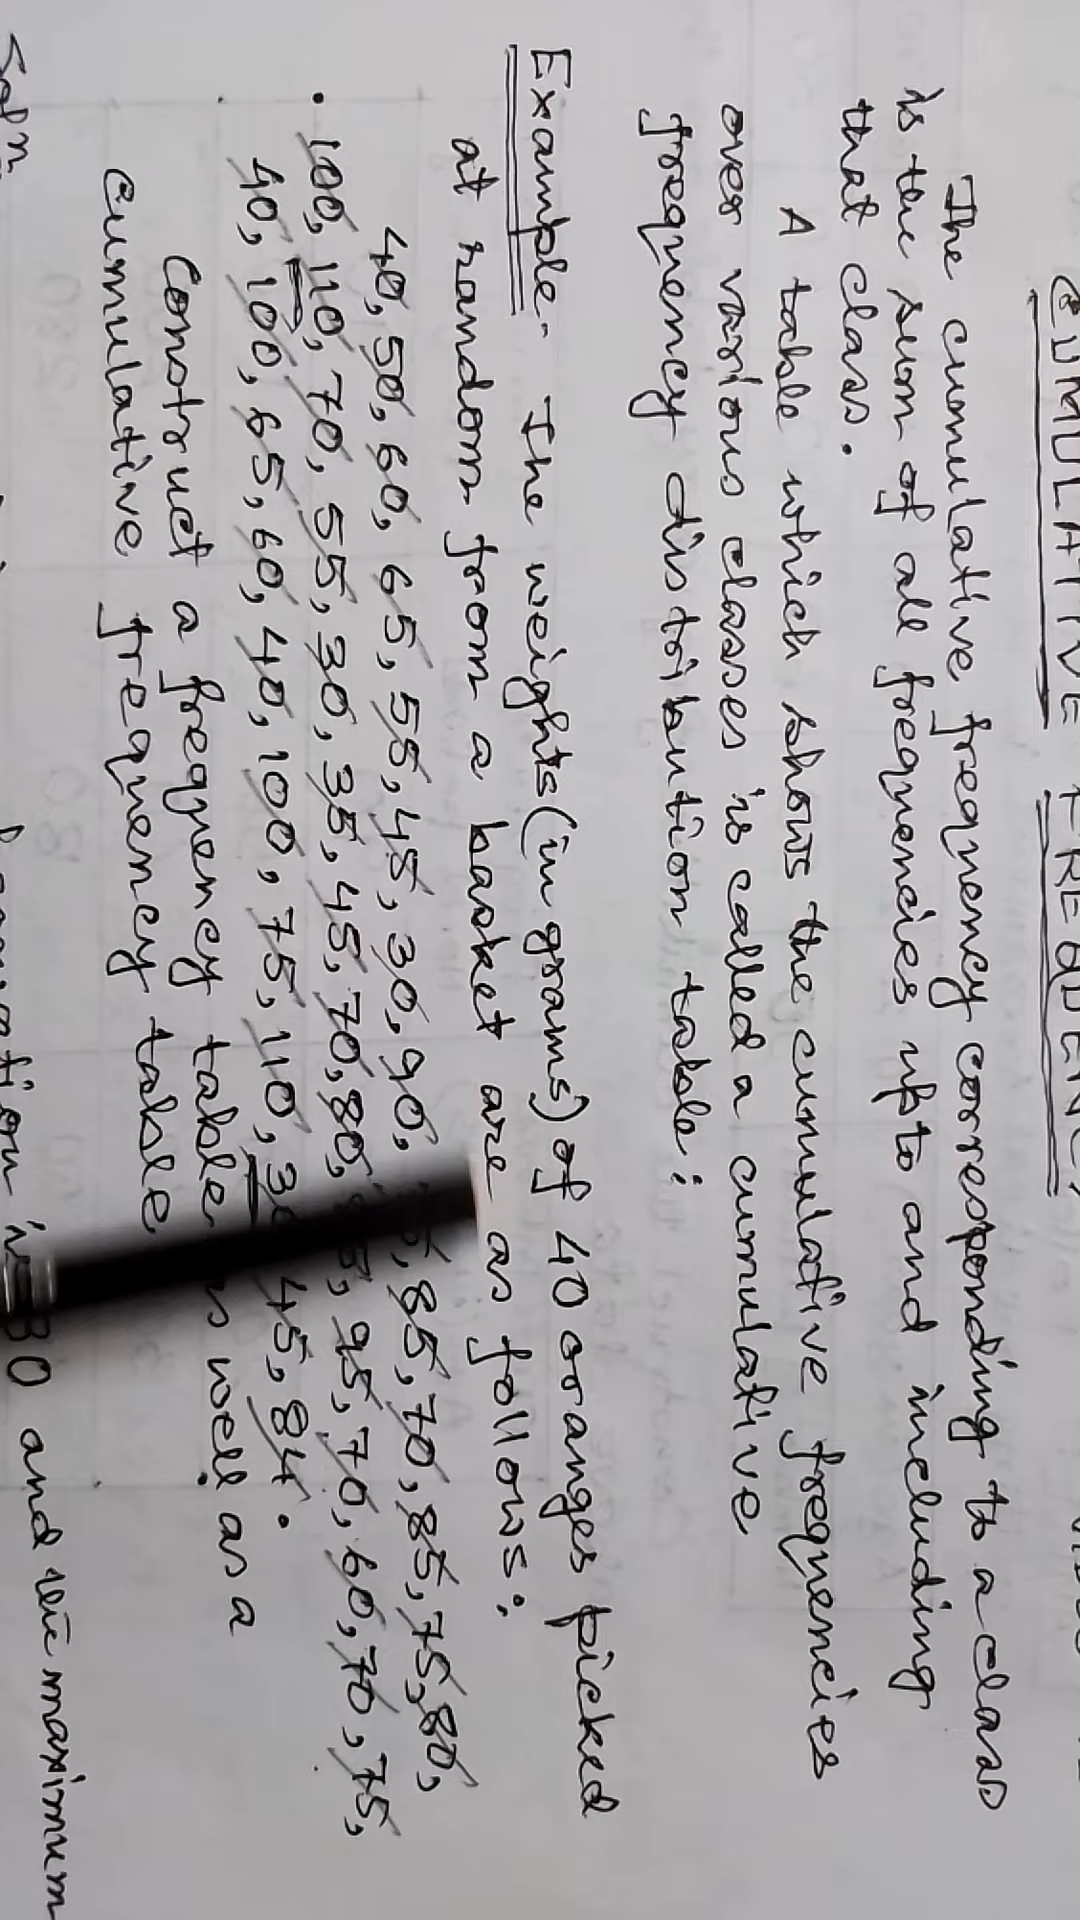 CUMULATIVE FREQUENCY
The cumulative frequency corresponding to a class
is the sum of all frequencies upto and including
that class.
A table which shows the cumulative frequencies
over various classes is called a cumulative
frequency distribution table:
Example- The weights (in grams) of 40 oranges picked
at random from a basket are as follows:
40, 50, 60, 65, 55, 45, 30, 90, 85, 70, 85, 75, 80,
100, 110, 70, 55, 30, 35, 45, 70, 80, 95, 70, 60, 70, 75,
40, 100, 65, 60, 40, 100, 75, 110, 45, 84.
Construct a frequency table well as a
cumulative frequency table
Solⁿ 30 and the maximum